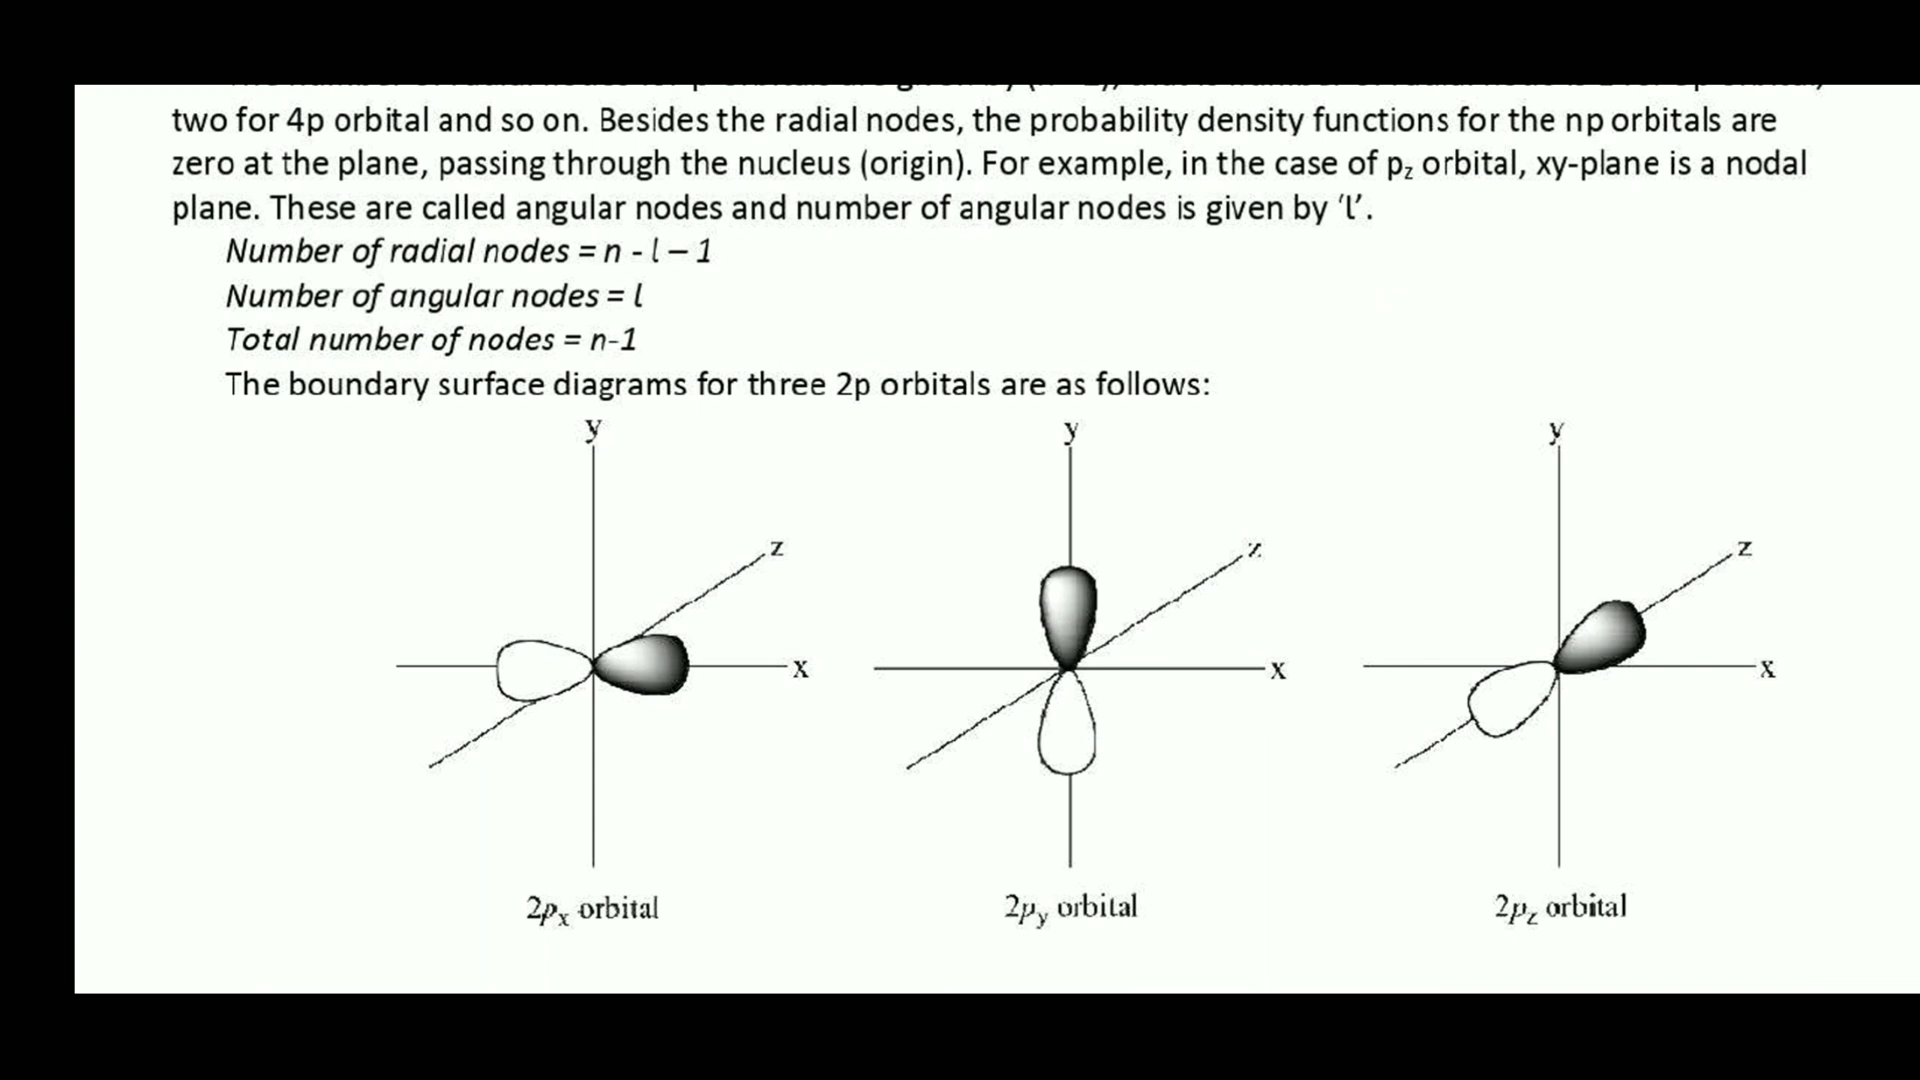 two for 4p orbital and so on. Besides the radial nodes, the probability density functions for the np orbitals are
zero at the plane, passing through the nucleus (origin). For example, in the case of pz orbital, xy-plane is a nodal
plane. These are called angular nodes and number of angular nodes is given by ‘l’.
Number of radial nodes = n - l – 1
Number of angular nodes = l
Total number of nodes = n-1
The boundary surface diagrams for three 2p orbitals are as follows:
y y y
z z z
x x x
2px orbital 2py orbital 2pz orbital